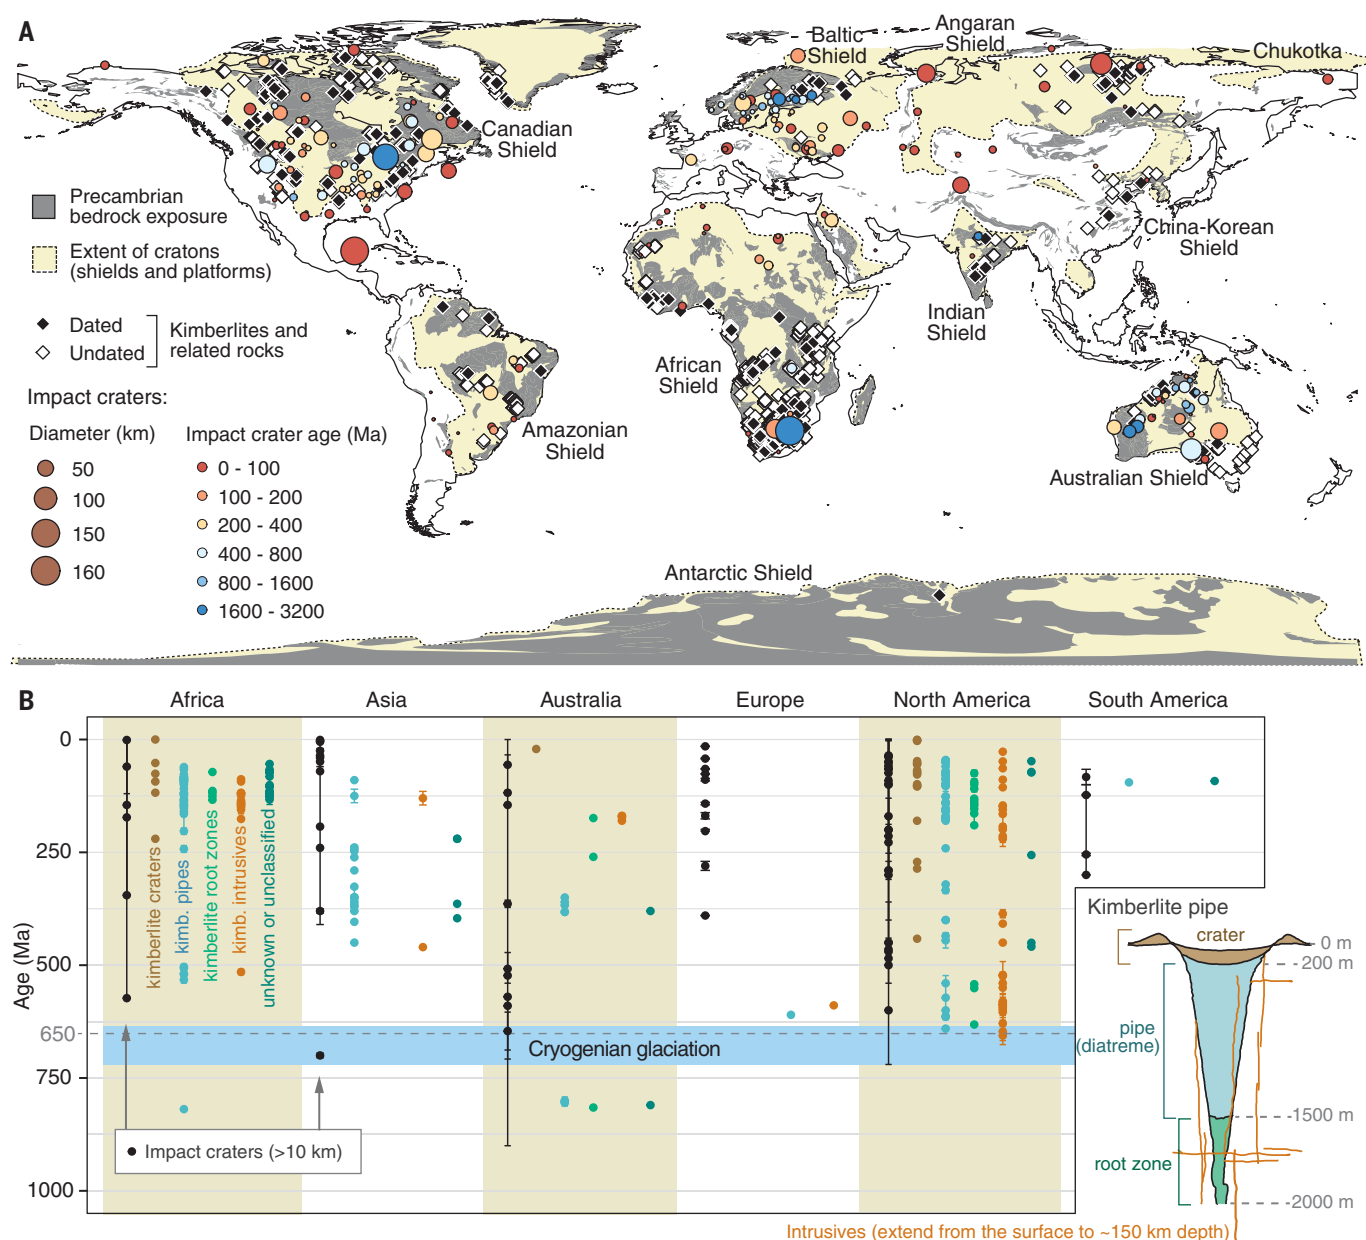 A
Baltic
Shield
Angaran
Shield
Chukotka
Canadian
Shield
Precambrian
bedrock exposure
Extent of cratons
(shields and platforms)
Dated
Undated
Kimberlites and
related rocks
China-Korean
Shield
Indian
Shield
African
Shield
Amazonian
Shield
Australian Shield
Antarctic Shield
Impact craters:
Diameter (km)
50
100
150
160
Impact crater age (Ma)
0 - 100
100 - 200
200 - 400
400 - 800
800 - 1600
1600 - 3200
B
Africa
Asia
Australia
Europe
North America
South America
Age (Ma)
0
250
500
650
750
1000
kimberlite craters
kimb. pipes
kimberlite root zones
kimb. intrusives
unknown or unclassified
Cryogenian glaciation
Impact craters (>10 km)
Kimberlite pipe
crater
0 m
200 m
pipe
(diatreme)
1500 m
root zone
2000 m
Intrusives (extend from the surface to ~150 km depth)